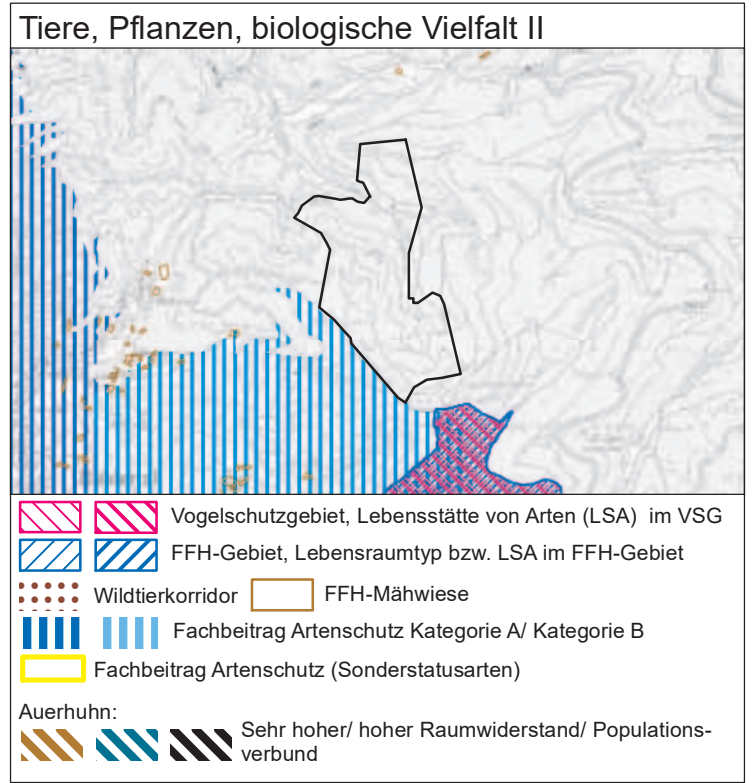 Tiere, Pflanzen, biologische Vielfalt II
Vogelschutzgebiet, Lebensstätte von Arten (LSA) im VSG
FFH-Gebiet, Lebensraumtyp bzw. LSA im FFH-Gebiet
Wildtierkorridor FFH-Mähwiese
Fachbeitrag Artenschutz Kategorie A/ Kategorie B
Fachbeitrag Artenschutz (Sonderstatusarten)
Auerhuhn:
Sehr hoher/ hoher Raumwiderstand/ Populations-
verbund